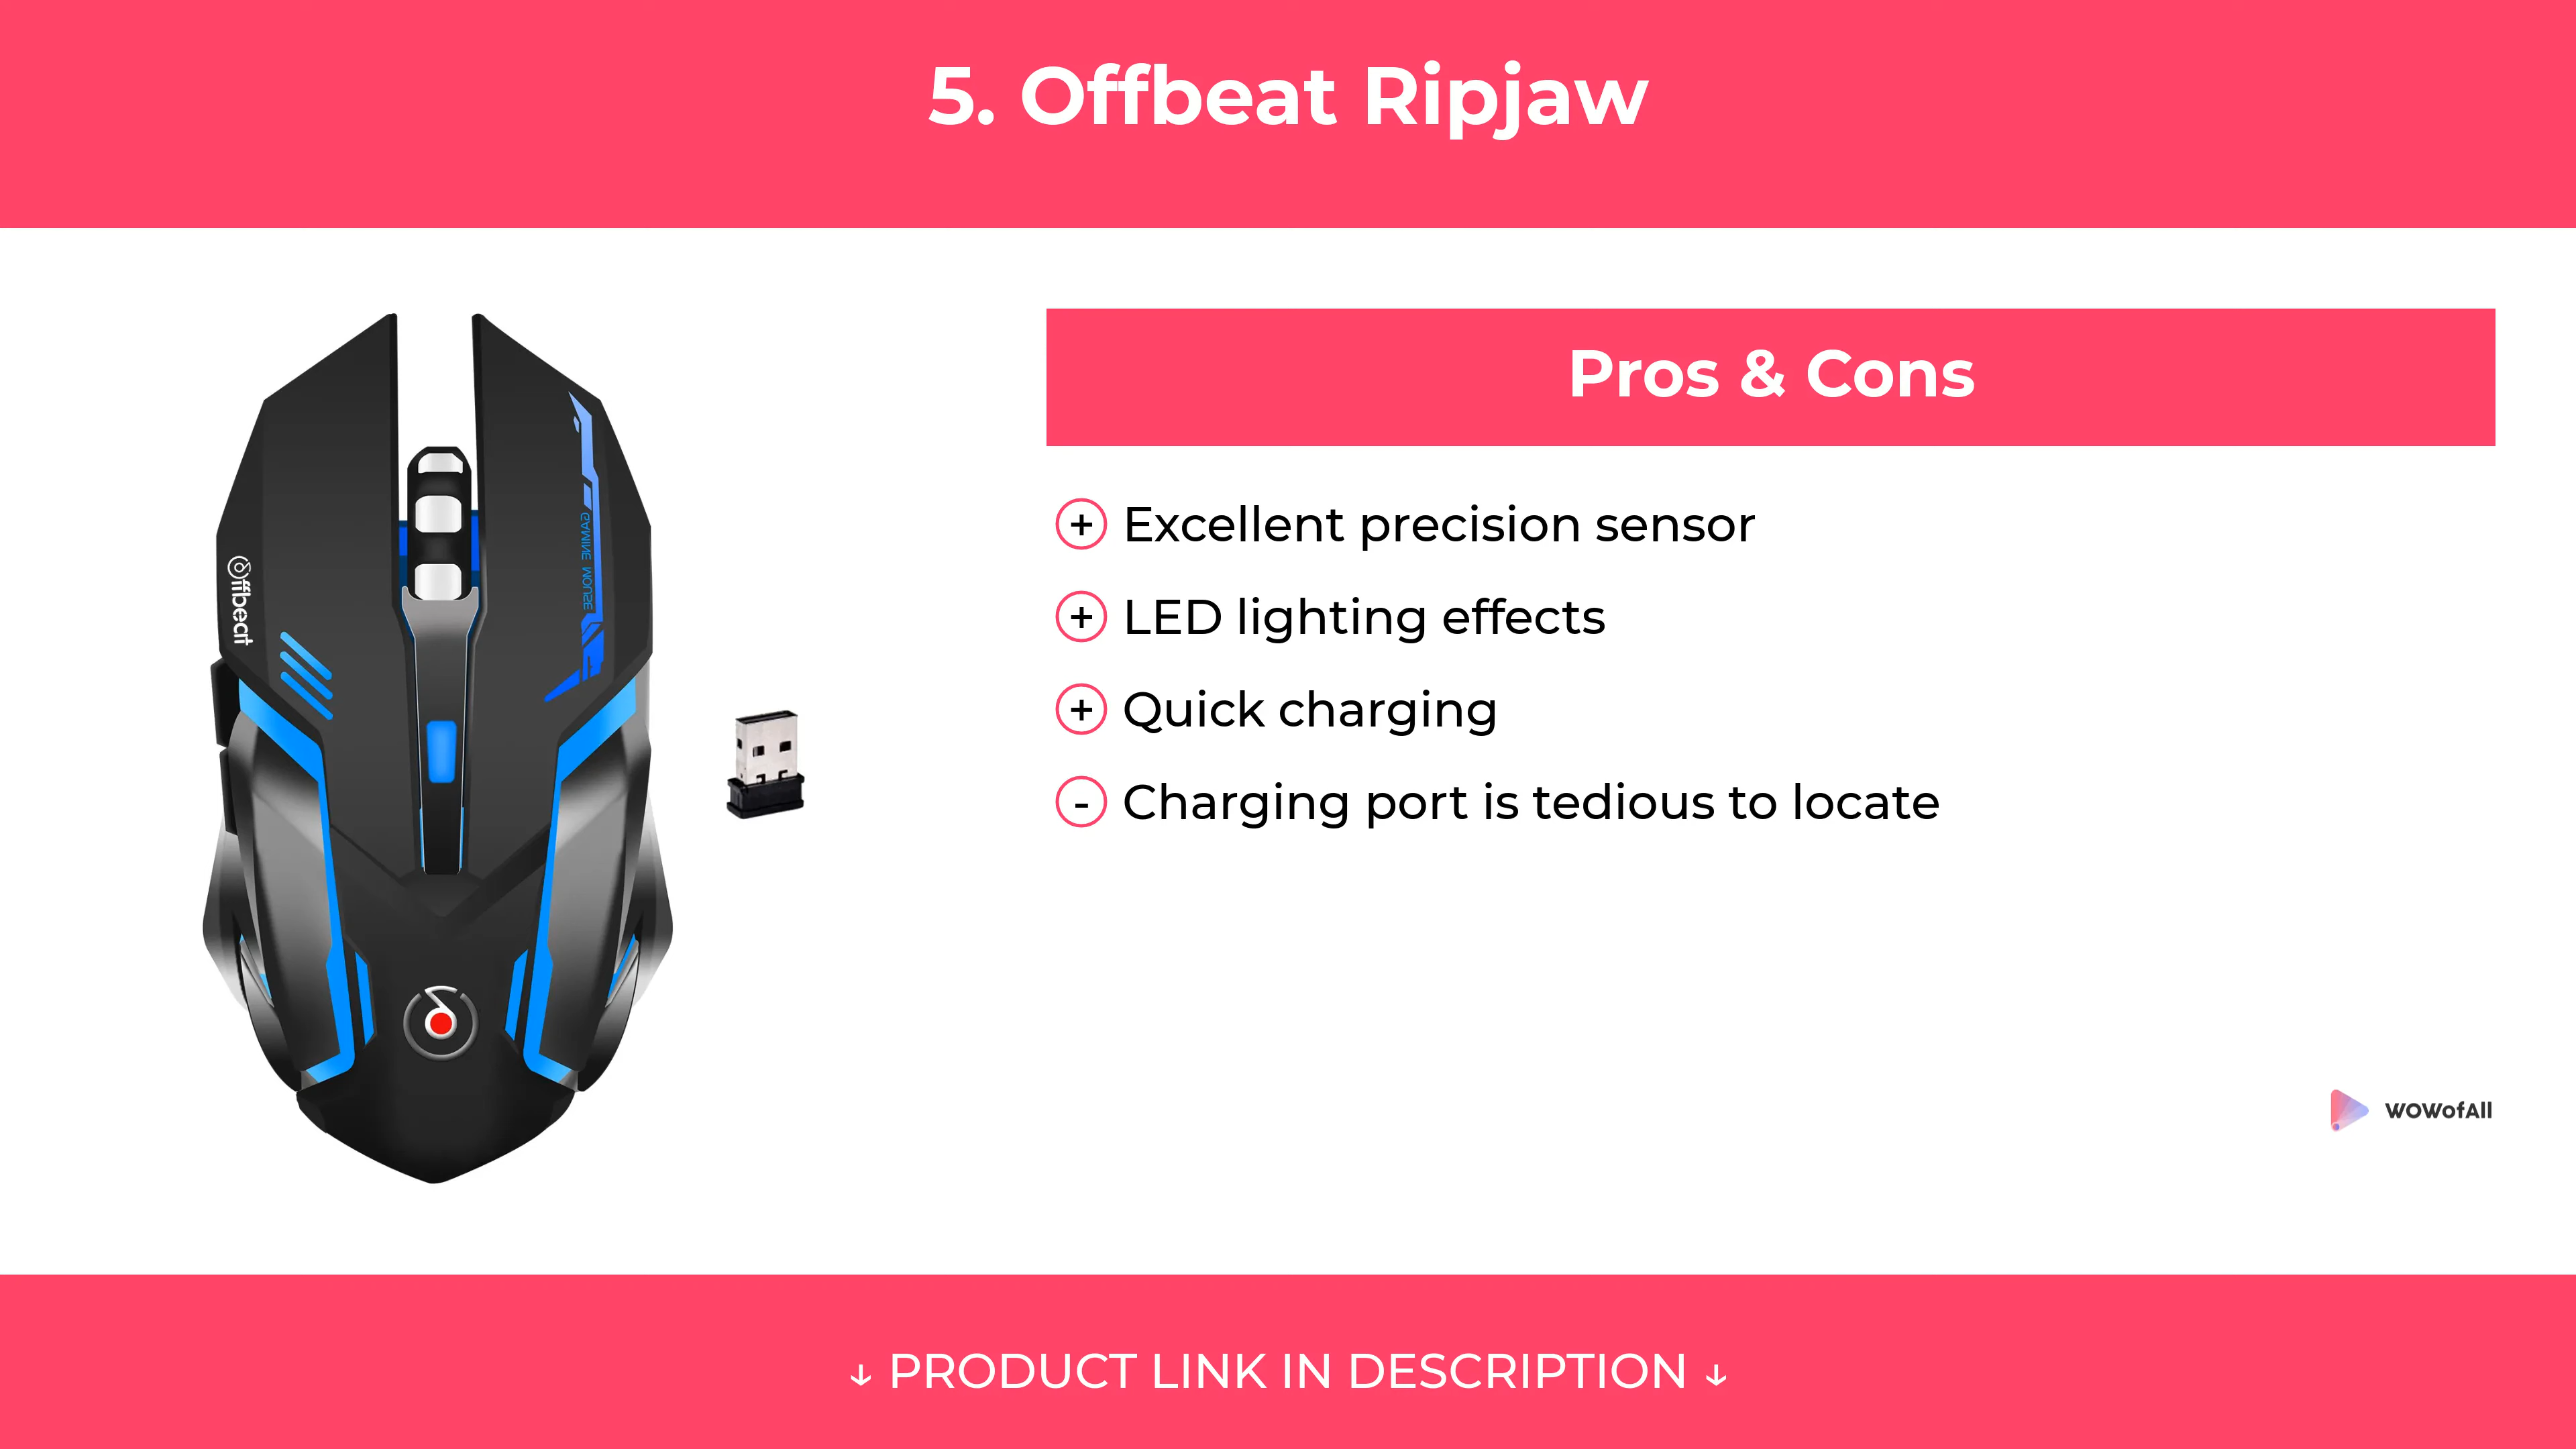 5. Offbeat Ripjaw
Pros & Cons
+ Excellent precision sensor
+ LED lighting effects
+ Quick charging
- Charging port is tedious to locate
Offbeat
GAMMINE MOUSE
wOWofAll
↓ PRODUCT LINK IN DESCRIPTION ↓